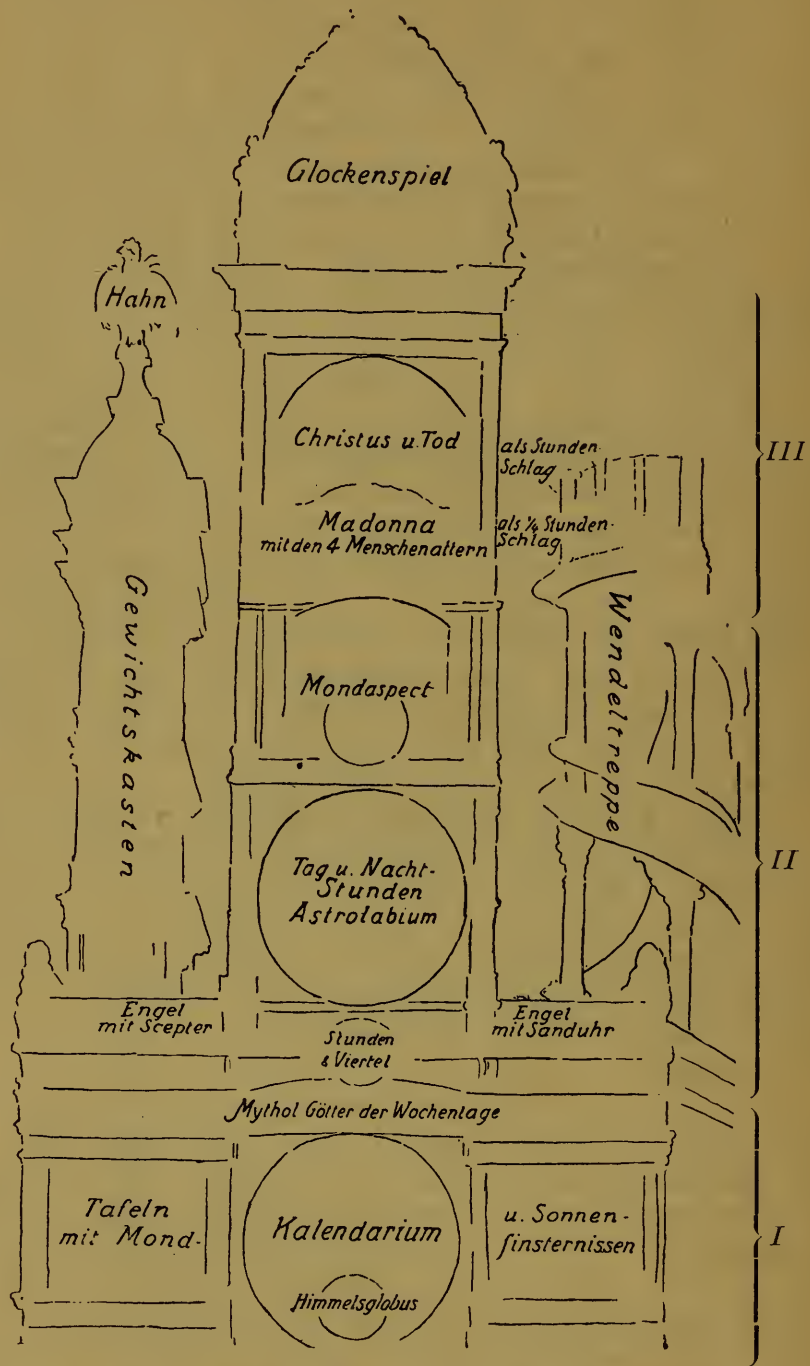 Glockenspiel
Hahn
Christus u. Tod
als Stunden-
Schlag
III
Madonna
mit den 4 Menschenaltern
als ¼ Stunden-
Schlag
Gewichtskasten
Wendeltreppe
Mondaspect
Tag u. Nacht-
Stunden
Astrolabium
II
Engel
mit Scepter
Engel
mit Sanduhr
Stunden
& Viertel
Mythol Götter der Wochentage
Tafeln
mit Mond-
Kalendarium
u. Sonnen-
finsternissen
I
Himmelsglobus